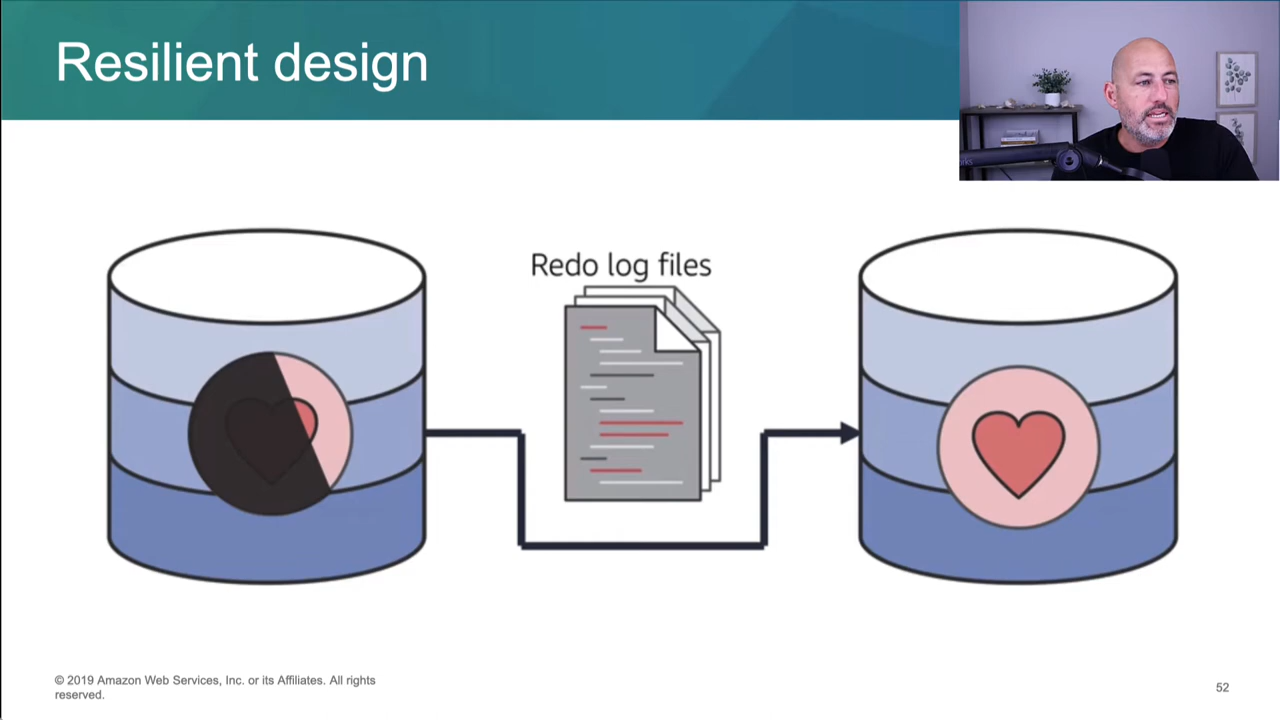 Resilient design
Redo log files
© 2019 Amazon Web Services, Inc. or its Affiliates. All rights
reserved.
52